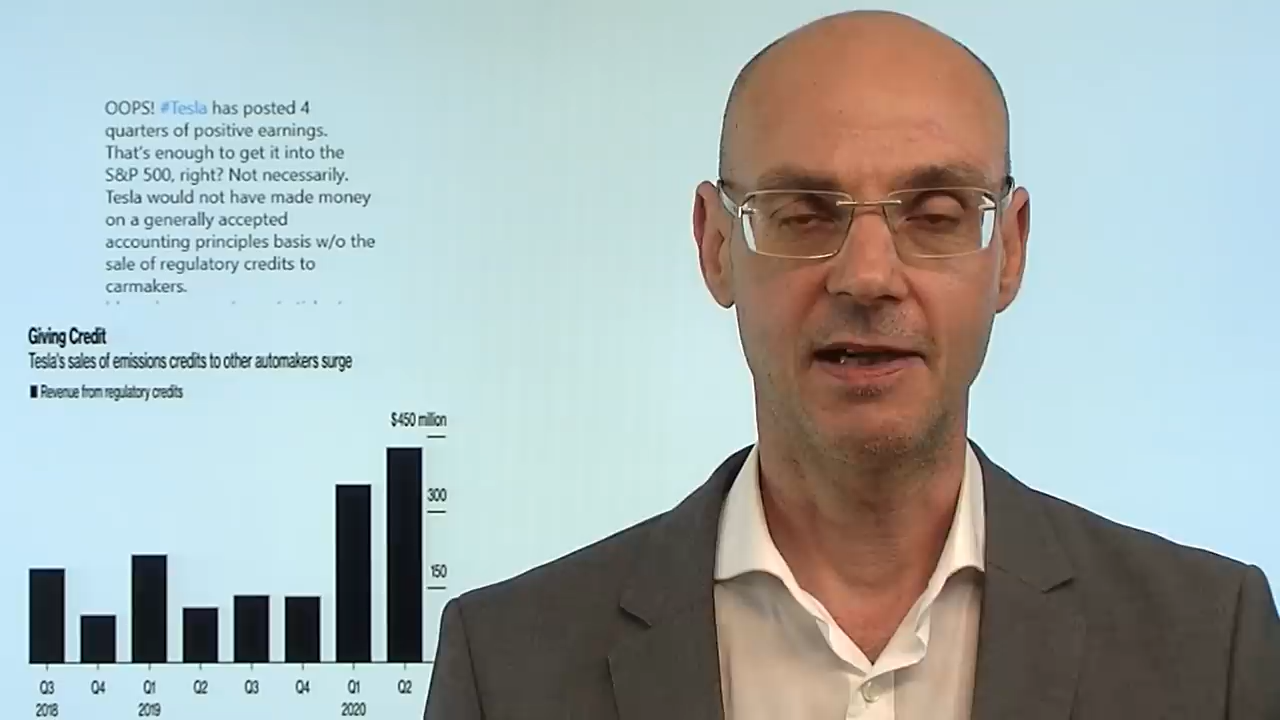 OOPS! #Tesla has posted 4
quarters of positive earnings.
That's enough to get it into the
S&P 500, right? Not necessarily.
Tesla would not have made money
on a generally accepted
accounting principles basis w/o the
sale of regulatory credits to
carmakers.
Giving Credit
Tesla's sales of emissions credits to other automakers surge
Revenue from regulatory credits
$450 million
300
150
Q3 Q4 Q1 Q2 Q3 Q4 Q1 Q2
2018 2019 2020